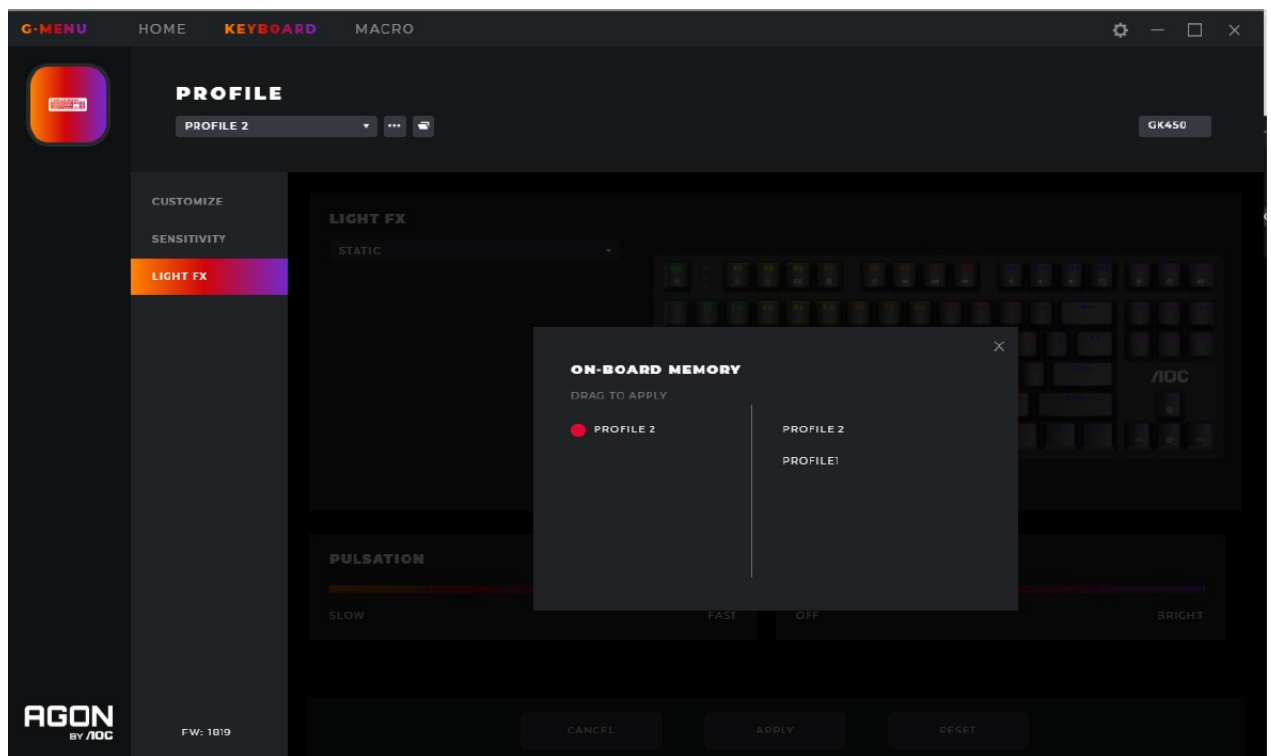 G-MENU HOME KEYBOARD MACRO
PROFILE
PROFILE 2
GK450
CUSTOMIZE
SENSITIVITY
LIGHT FX
LIGHT FX
STATIC
AOC
ON-BOARD MEMORY
DRAG TO APPLY
PROFILE 2
PROFILE 2
PROFILE1
PULSATION
SLOW FAST OFF BRIGHT
CANCEL APPLY RESET
AGON
BY AOC
FW: 1819